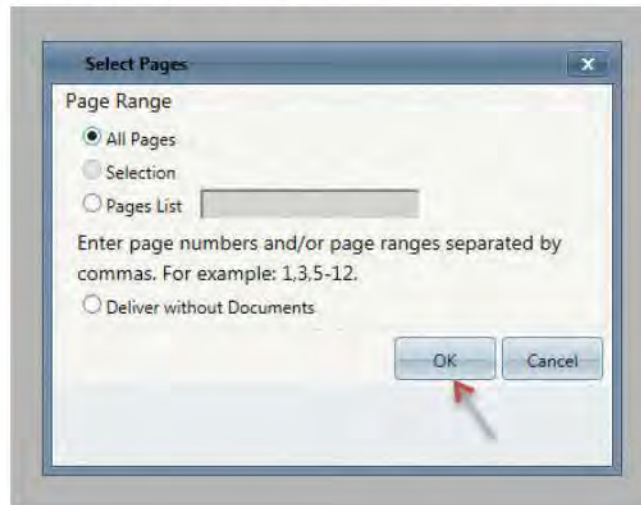 Select Pages
X
Page Range
All Pages
Selection
Pages List
Enter page numbers and/or page ranges separated by
commas. For example: 1,3,5-12.
Deliver without Documents
OK Cancel